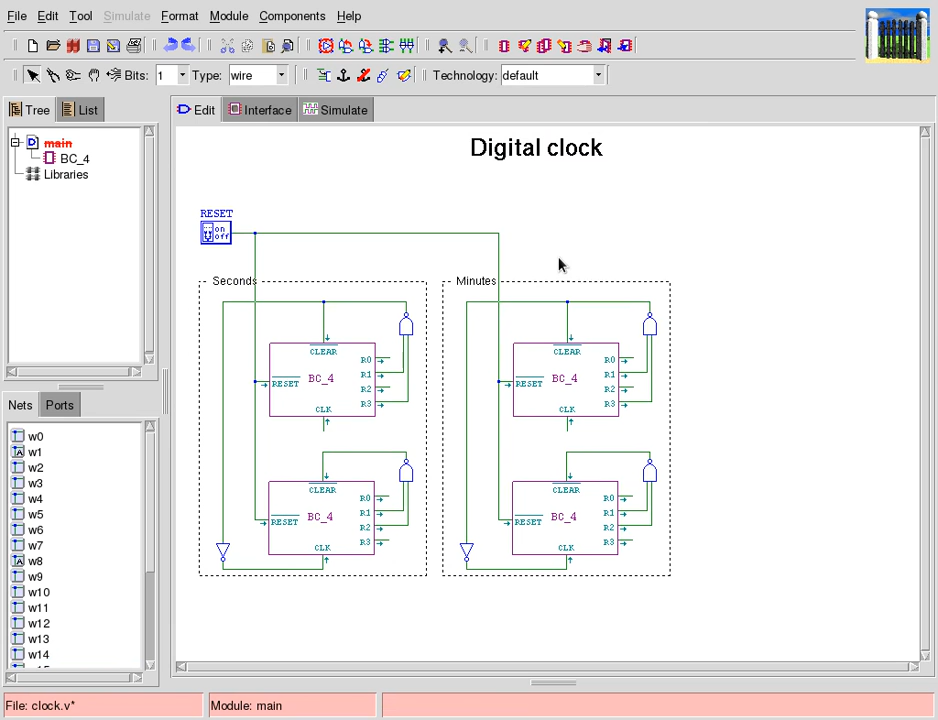 File Edit Tool Simulate Format Module Components Help
Bits: 1 Type: wire Technology: default
Tree List
Edit Interface Simulate
main
BC_4
Libraries
Digital clock
RESET
on
off
Seconds
Minutes
CLEAR
R0
R1
R2
R3
RESET
BC_4
CLK
CLEAR
R0
R1
R2
R3
RESET
BC_4
CLK
CLEAR
R0
R1
R2
R3
RESET
BC_4
CLK
CLEAR
R0
R1
R2
R3
RESET
BC_4
CLK
Nets Ports
w0
w1
w2
w3
w4
w5
w6
w7
w8
w9
w10
w11
w12
w13
w14
File: clock.v*
Module: main